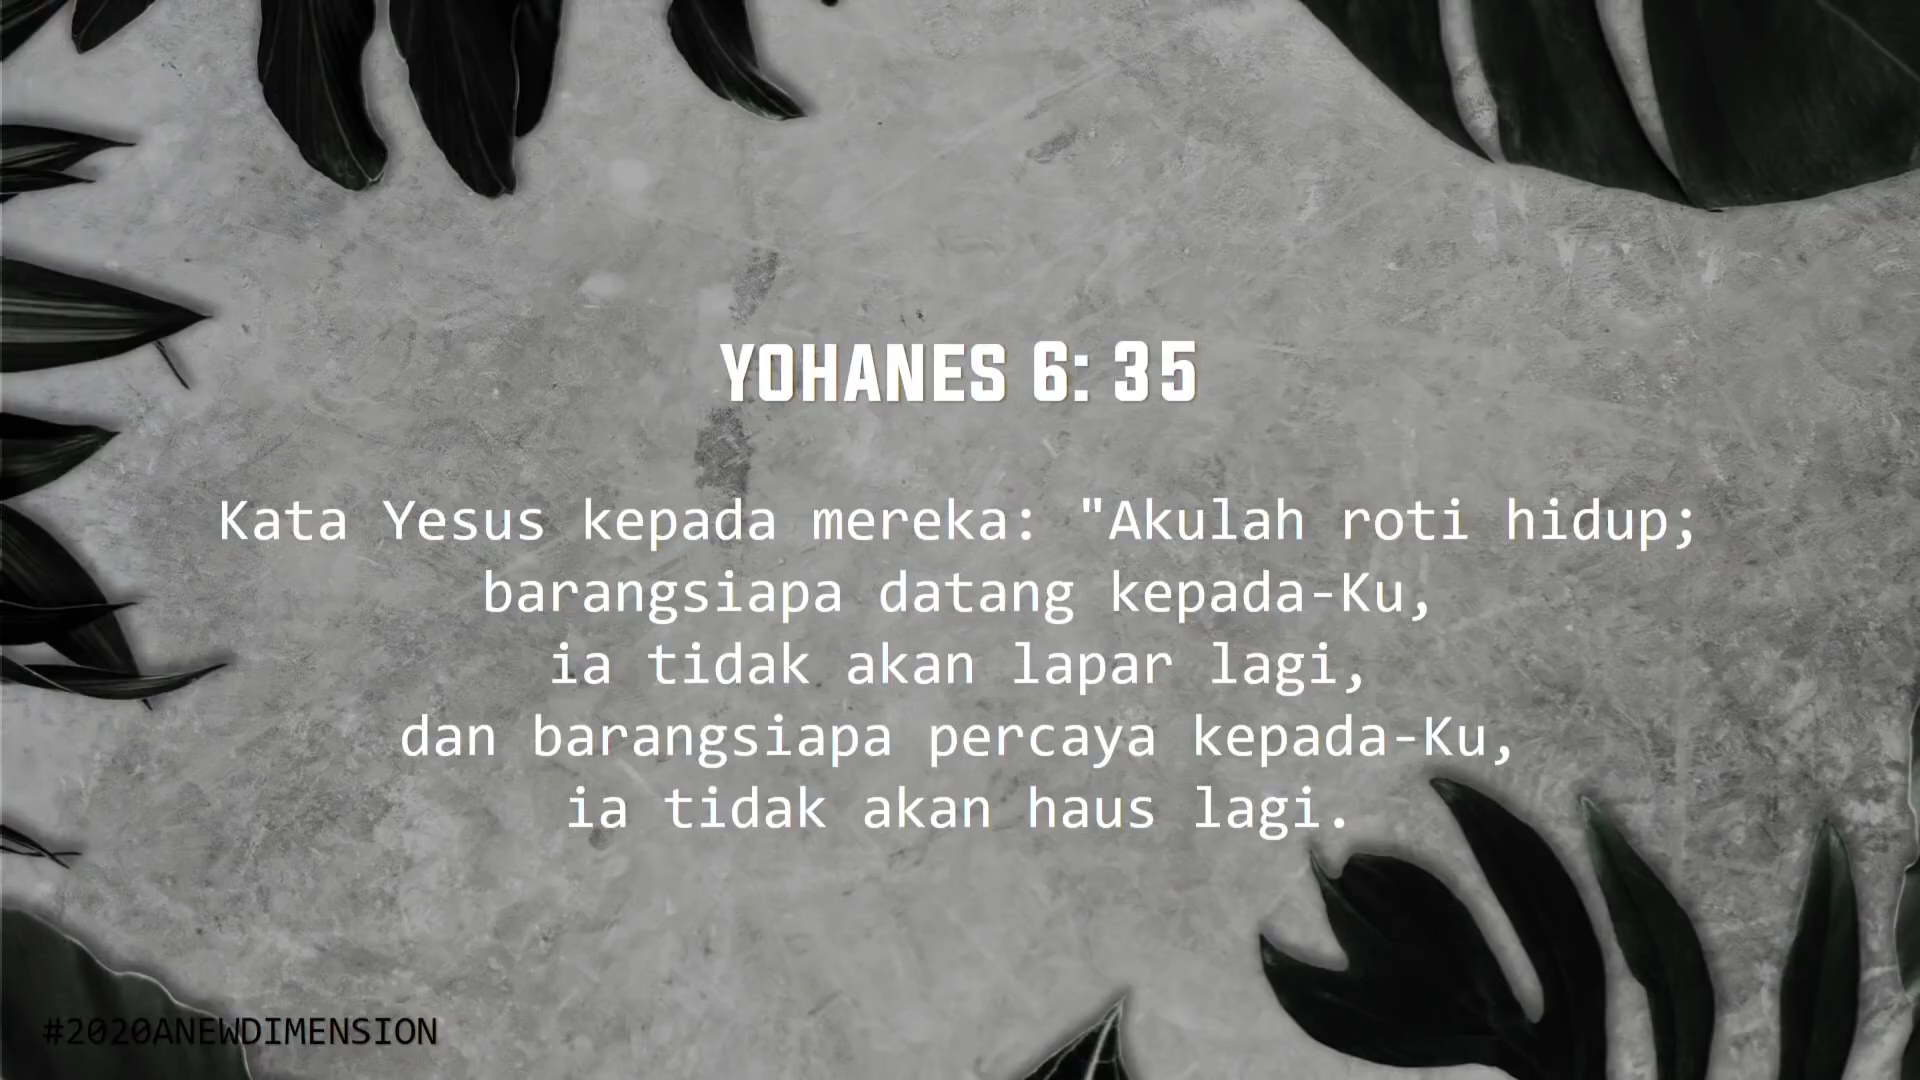 YOHANES 6: 35
Kata Yesus kepada mereka: "Akulah roti hidup;
barangsiapa datang kepada-Ku,
ia tidak akan lapar lagi,
dan barangsiapa percaya kepada-Ku,
ia tidak akan haus lagi.
#2020ANEWDIMENSION